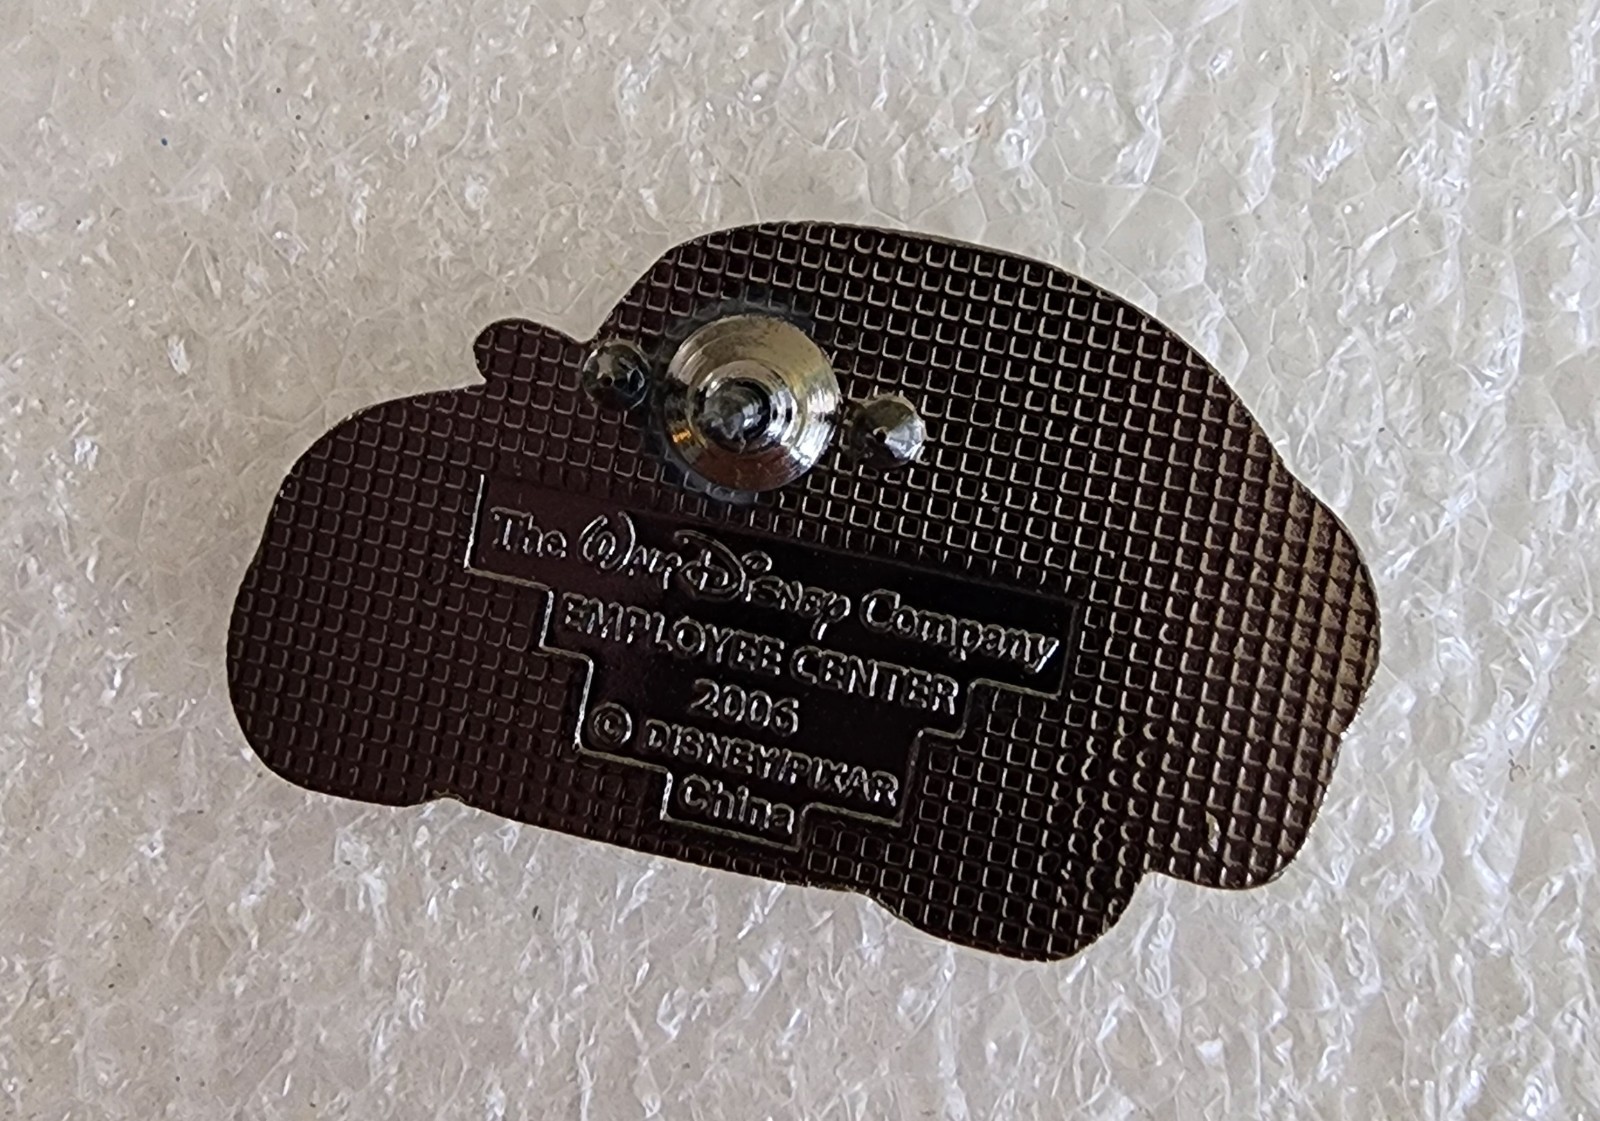 The Walt Disney Company
EMPLOYEE CENTER
2006
© DISNEY/PIXAR
China